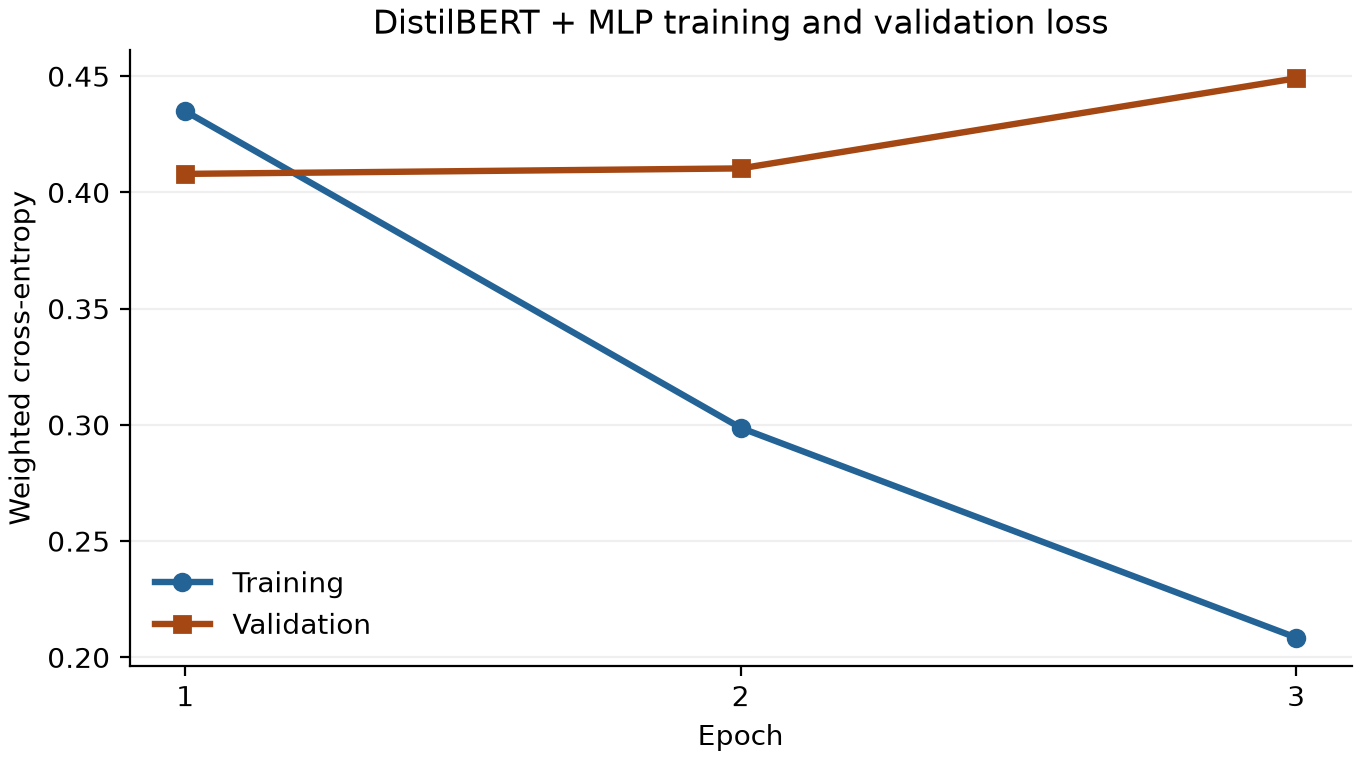 DistilBERT + MLP training and validation loss
Weighted cross-entropy
0.45
0.40
0.35
0.30
0.25
0.20
Training
Validation
1 2 3
Epoch